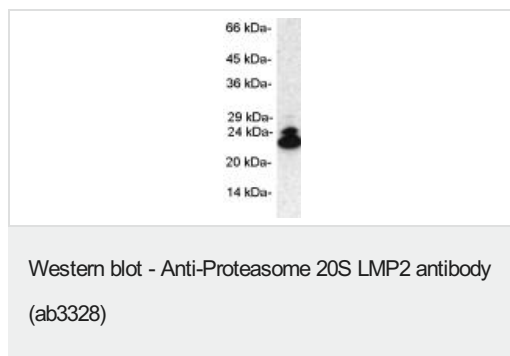 66 kDa-
45 kDa-
36 kDa-
29 kDa-
24 kDa-
20 kDa-
14 kDa-
Western blot - Anti-Proteasome 20S LMP2 antibody
(ab3328)